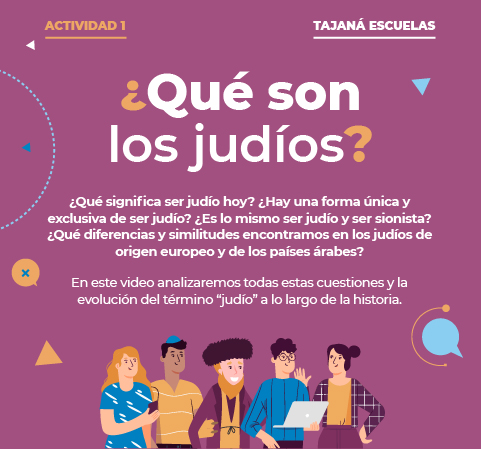 ACTIVIDAD 1
TAJANÁ ESCUELAS
¿Qué son
los judíos?
¿Qué significa ser judío hoy? ¿Hay una forma única y
exclusiva de ser judío? ¿Es lo mismo ser judío y ser sionista?
¿Qué diferencias y similitudes encontramos en los judíos de
origen europeo y de los países árabes?
En este video analizaremos todas estas cuestiones y la
evolución del término “judío” a lo largo de la historia.